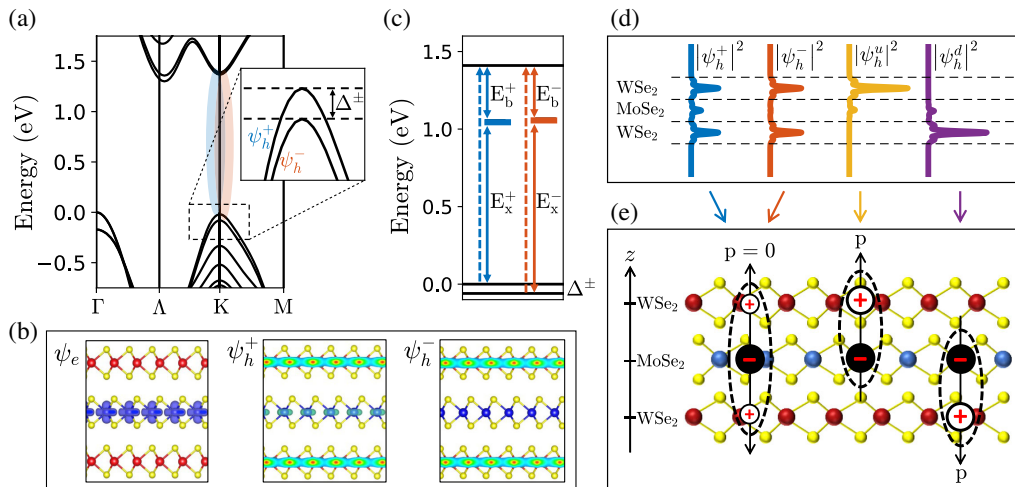 (a)
Energy (eV)
1.5
1.0
0.5
0.0
−0.5
Γ
Λ
K
M
Δ±
ψh+
ψh−
(b)
ψe
ψh+
ψh−
(c)
Energy (eV)
1.5
1.0
0.5
0.0
Eb+
Eb−
Ex+
Ex−
Δ±
(d)
|ψh+|2
|ψh−|2
|ψhu|2
|ψhd|2
WSe2
MoSe2
WSe2
(e)
z
p = 0
p
WSe2
+
+
MoSe2
−
−
−
WSe2
+
+
p